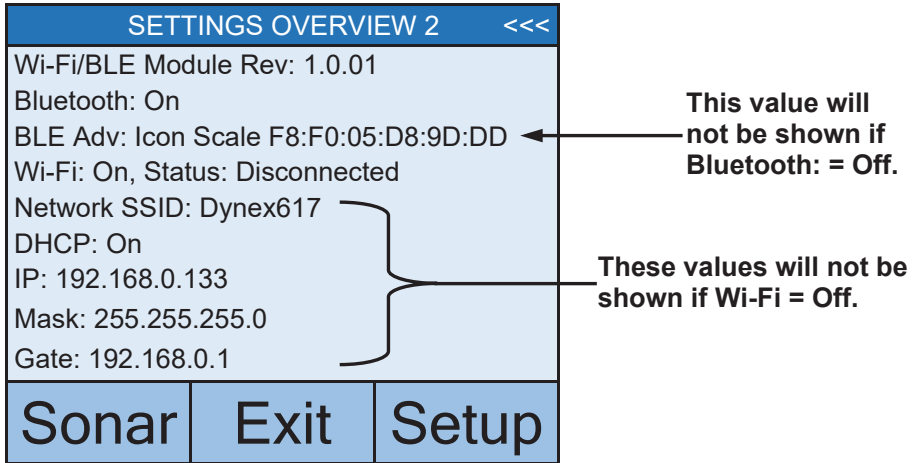 SETTINGS OVERVIEW 2 <<<
Wi-Fi/BLE Module Rev: 1.0.01
Bluetooth: On
BLE Adv: Icon Scale F8:F0:05:D8:9D:DD
Wi-Fi: On, Status: Disconnected
Network SSID: Dynex617
DHCP: On
IP: 192.168.0.133
Mask: 255.255.255.0
Gate: 192.168.0.1
Sonar Exit Setup
This value will
not be shown if
Bluetooth: = Off.
These values will not be
shown if Wi-Fi = Off.